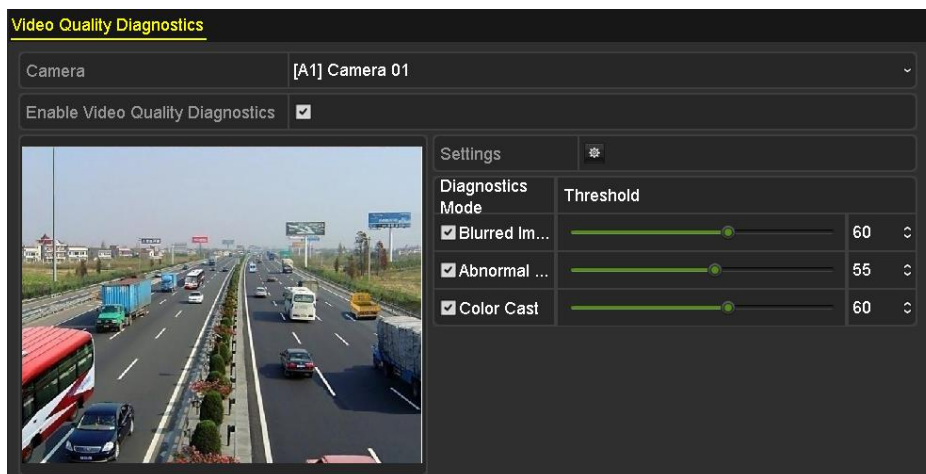 Video Quality Diagnostics
Camera [A1] Camera 01
Enable Video Quality Diagnostics
Settings
Diagnostics Mode Threshold
Blurred Im... 60
Abnormal ... 55
Color Cast 60